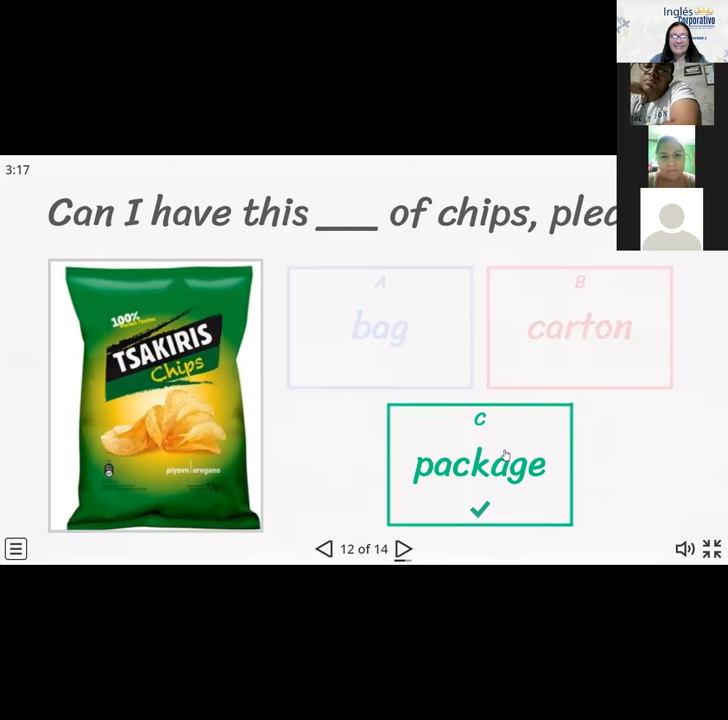 Inglés
Corporativo
3:17
Can I have this ___ of chips, plea
100%
TSAKIRIS
Chips
A
bag
B
carton
C
package
12 of 14